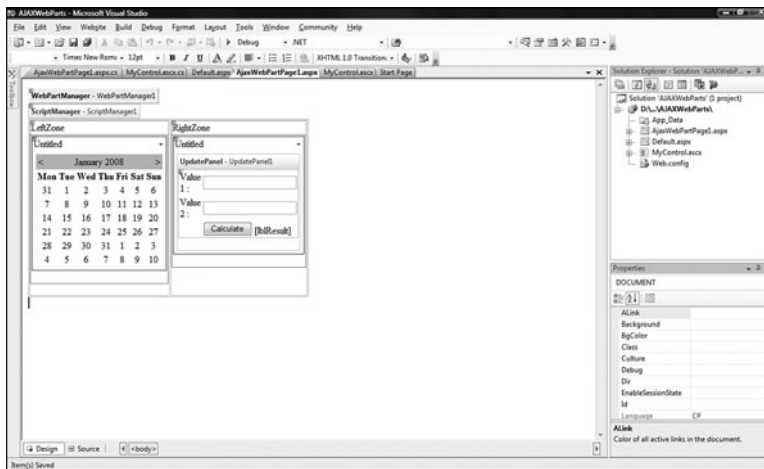 AJAXWebParts - Microsoft Visual Studio
File Edit View Website Build Debug Format Layout Tools Window Community Help
Debug .NET
Times New Roma 12pt B I U A XHTML 1.0 Transition
AjaxWebPartPage1.aspx.cs MyControl.ascx.cs Default.aspx AjaxWebPartPage1.aspx MyControl.ascx Start Page
Toolbox
WebPartManager - WebPartManager1
ScriptManager - ScriptManager1
LeftZone RightZone
Untitled Untitled
< January 2008 >
Mon Tue Wed Thu Fri Sat Sun
31 1 2 3 4 5 6
7 8 9 10 11 12 13
14 15 16 17 18 19 20
21 22 23 24 25 26 27
28 29 30 31 1 2 3
4 5 6 7 8 9 10
UpdatePanel - UpdatePanel1
Value
1 :
Value
2 :
Calculate [lblResult]
Design Source <body>
Item(s) Saved
Solution Explorer - Solution 'AJAXWebP...
Solution 'AJAXWebParts' (1 project)
D:\...\AJAXWebParts\
App_Data
AjaxWebPartPage1.aspx
Default.aspx
MyControl.ascx
Web.config
Properties
DOCUMENT
ALink
Background
BgColor
Class
Culture
Debug
Dir
EnableSessionState
Id
Language C#
ALink
Color of all active links in the document.